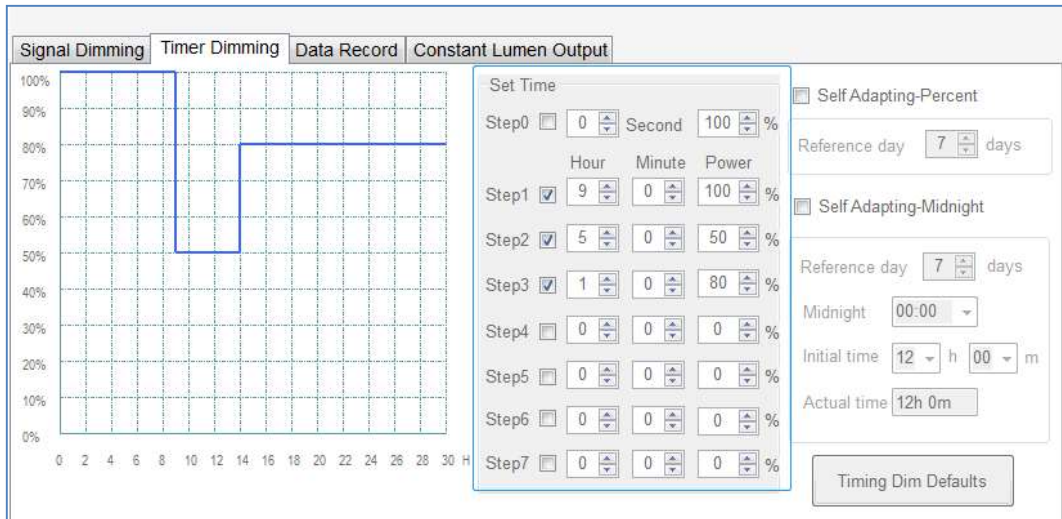 Signal Dimming Timer Dimming Data Record Constant Lumen Output
100%
90%
80%
70%
60%
50%
40%
30%
20%
10%
0%
0 2 4 6 8 10 12 14 16 18 20 22 24 26 28 30 H
Set Time
Step0 0 Second 100 %
Hour Minute Power
Step1 9 0 100 %
Step2 5 0 50 %
Step3 1 0 80 %
Step4 0 0 0 %
Step5 0 0 0 %
Step6 0 0 0 %
Step7 0 0 0 %
Self Adapting-Percent
Reference day 7 days
Self Adapting-Midnight
Reference day 7 days
Midnight 00:00
Initial time 12 h 00 m
Actual time 12h 0m
Timing Dim Defaults